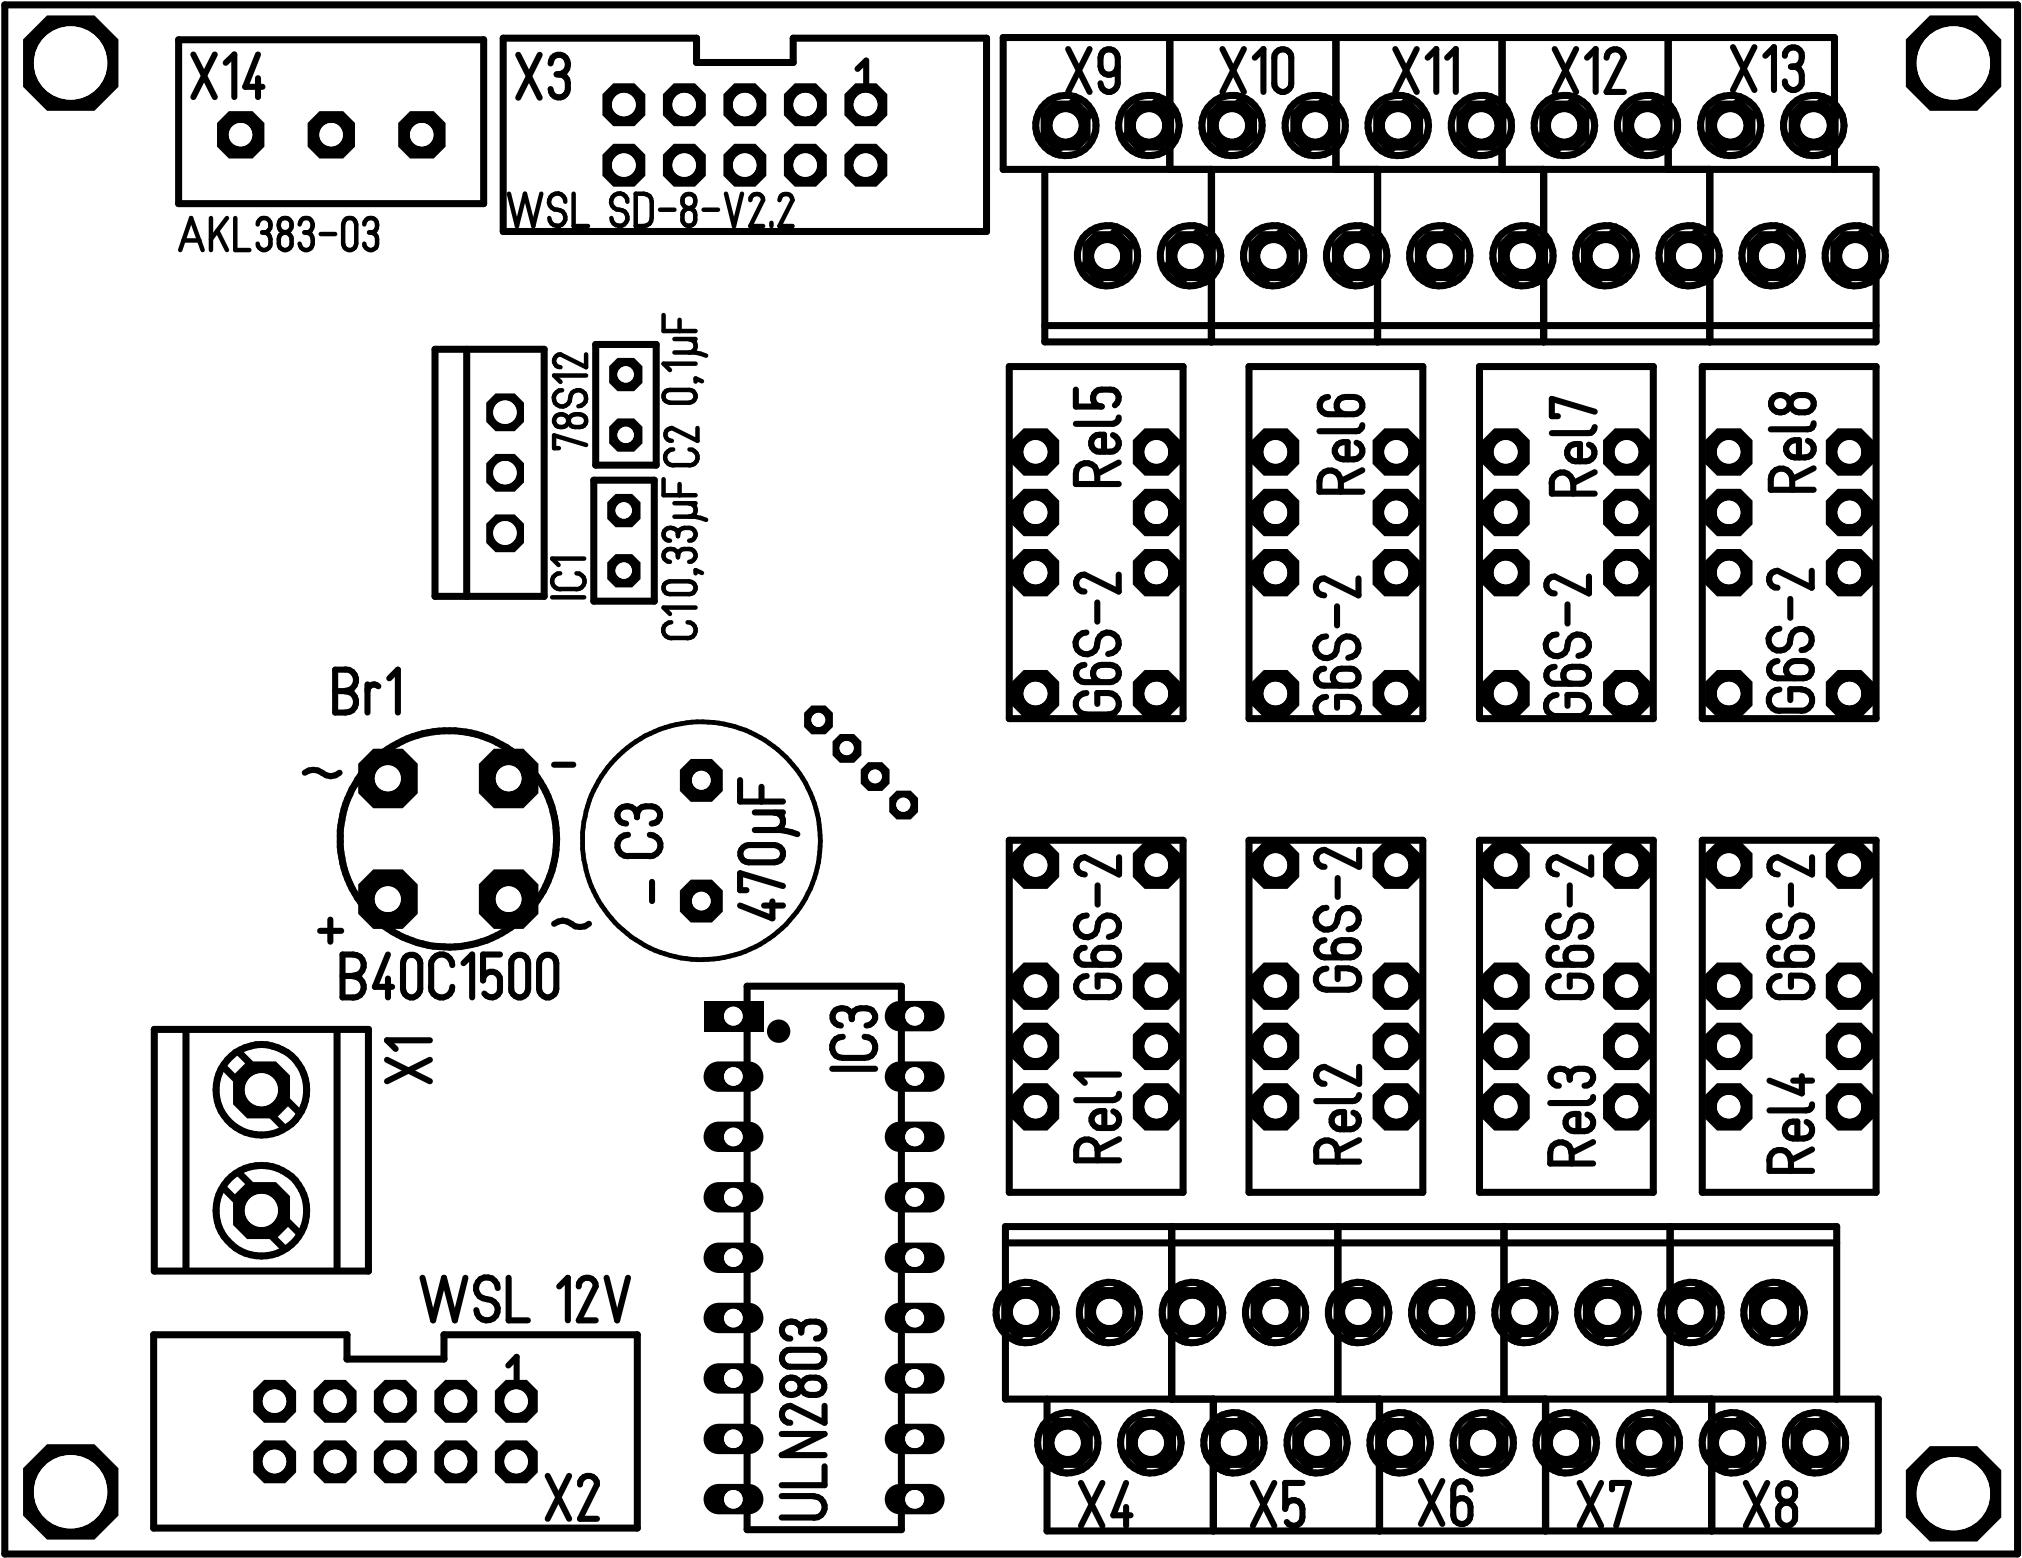 X14
X3
1
X9 X10 X11 X12 X13
WSL SD-8-V2.2
AKL383-03
78S12
C2 0,1µF
IC1
C1 0,33µF
Rel5
Rel6
Rel7
Rel8
G6S-2
G6S-2
G6S-2
G6S-2
Br1
~
-
+
~
B40C1500
- C3
470µF
G6S-2
G6S-2
G6S-2
G6S-2
Rel1
Rel2
Rel3
Rel4
X1
IC3
ULN2803
WSL 12V
1
X2
X4 X5 X6 X7 X8